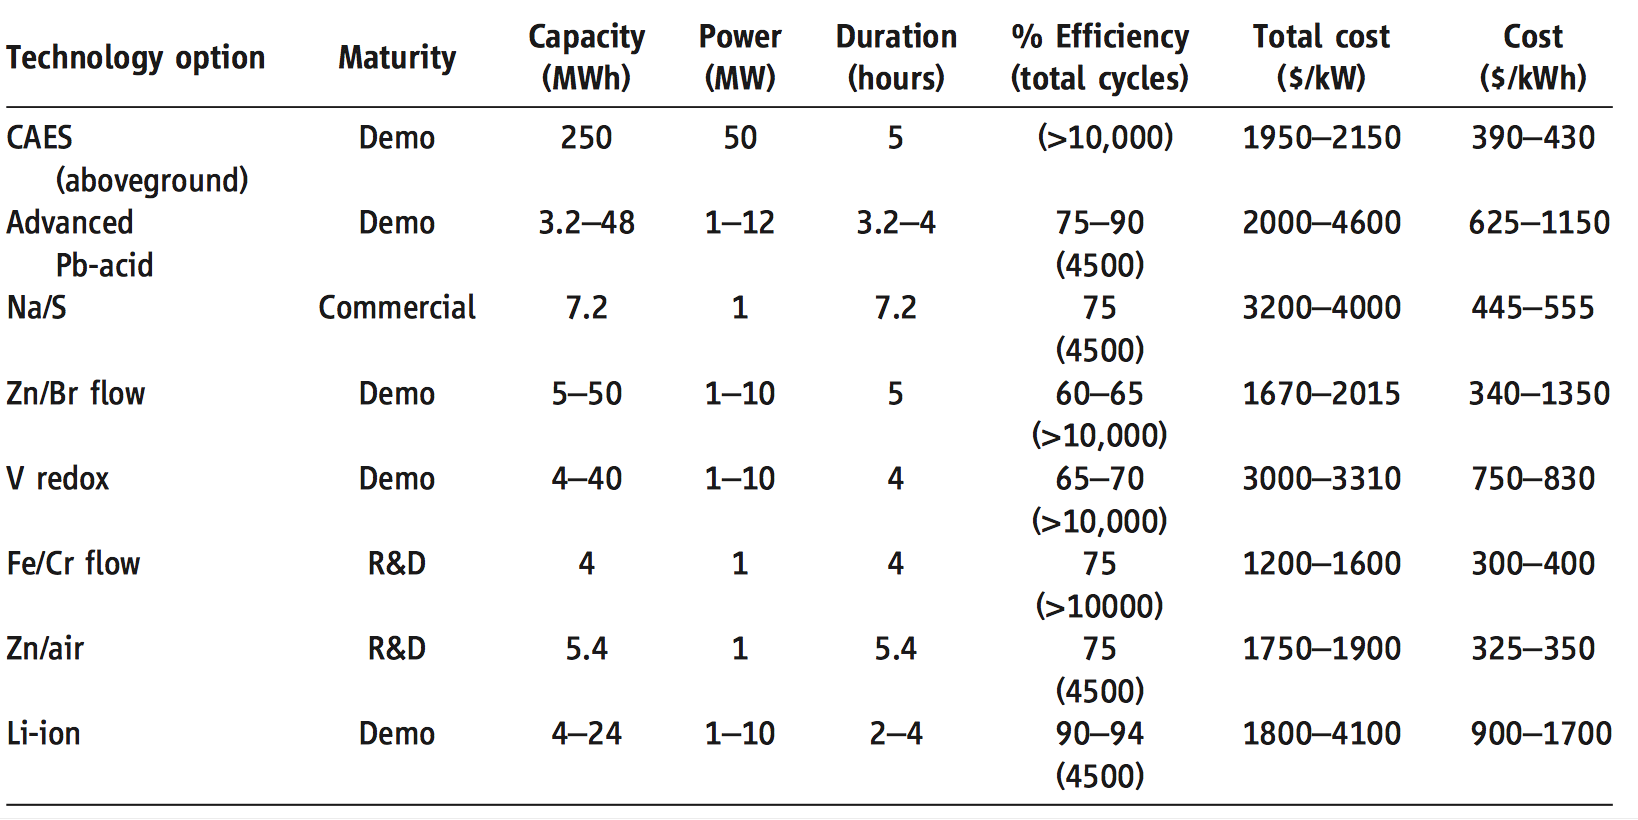 Technology option Maturity Capacity (MWh) Power (MW) Duration (hours) % Efficiency (total cycles) Total cost ($/kW) Cost ($/kWh)
CAES Demo 250 50 5 (>10,000) 1950–2150 390–430
(aboveground)
Advanced Demo 3.2–48 1–12 3.2–4 75–90 2000–4600 625–1150
Pb-acid (4500)
Na/S Commercial 7.2 1 7.2 75 3200–4000 445–555
(4500)
Zn/Br flow Demo 5–50 1–10 5 60–65 1670–2015 340–1350
(>10,000)
V redox Demo 4–40 1–10 4 65–70 3000–3310 750–830
(>10,000)
Fe/Cr flow R&D 4 1 4 75 1200–1600 300–400
(>10000)
Zn/air R&D 5.4 1 5.4 75 1750–1900 325–350
(4500)
Li-ion Demo 4–24 1–10 2–4 90–94 1800–4100 900–1700
(4500)